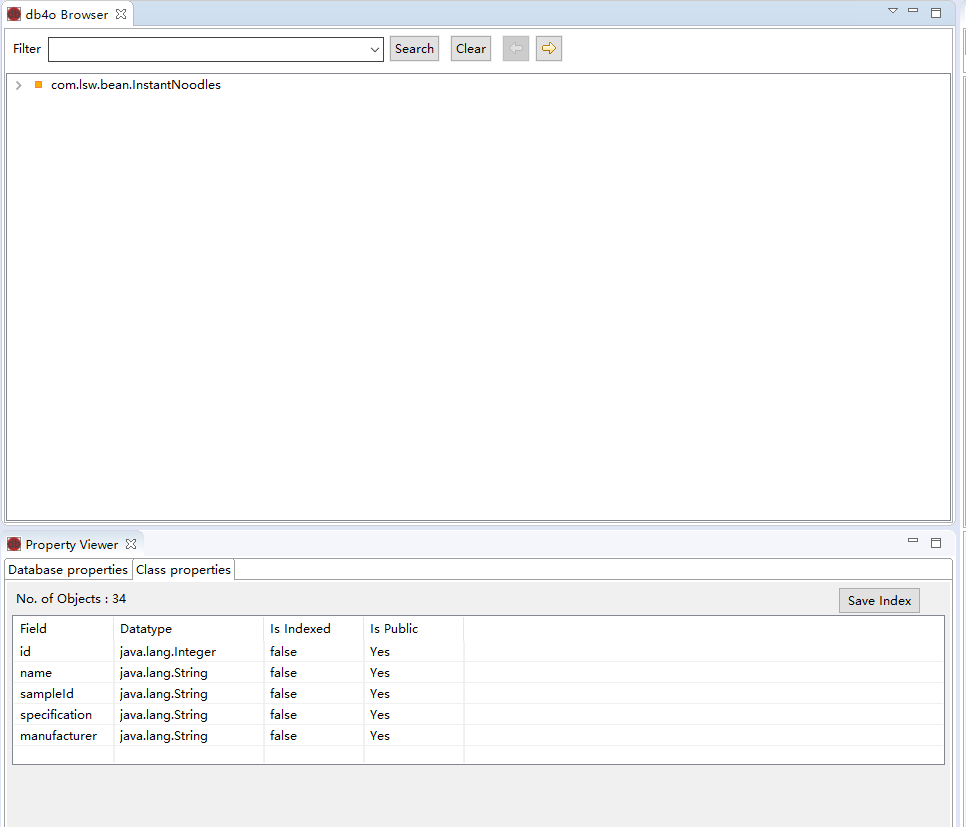 db4o Browser
Filter Search Clear
com.lsw.bean.InstantNoodles
Property Viewer
Database properties Class properties
No. of Objects : 34 Save Index
Field Datatype Is Indexed Is Public
id java.lang.Integer false Yes
name java.lang.String false Yes
sampleId java.lang.String false Yes
specification java.lang.String false Yes
manufacturer java.lang.String false Yes